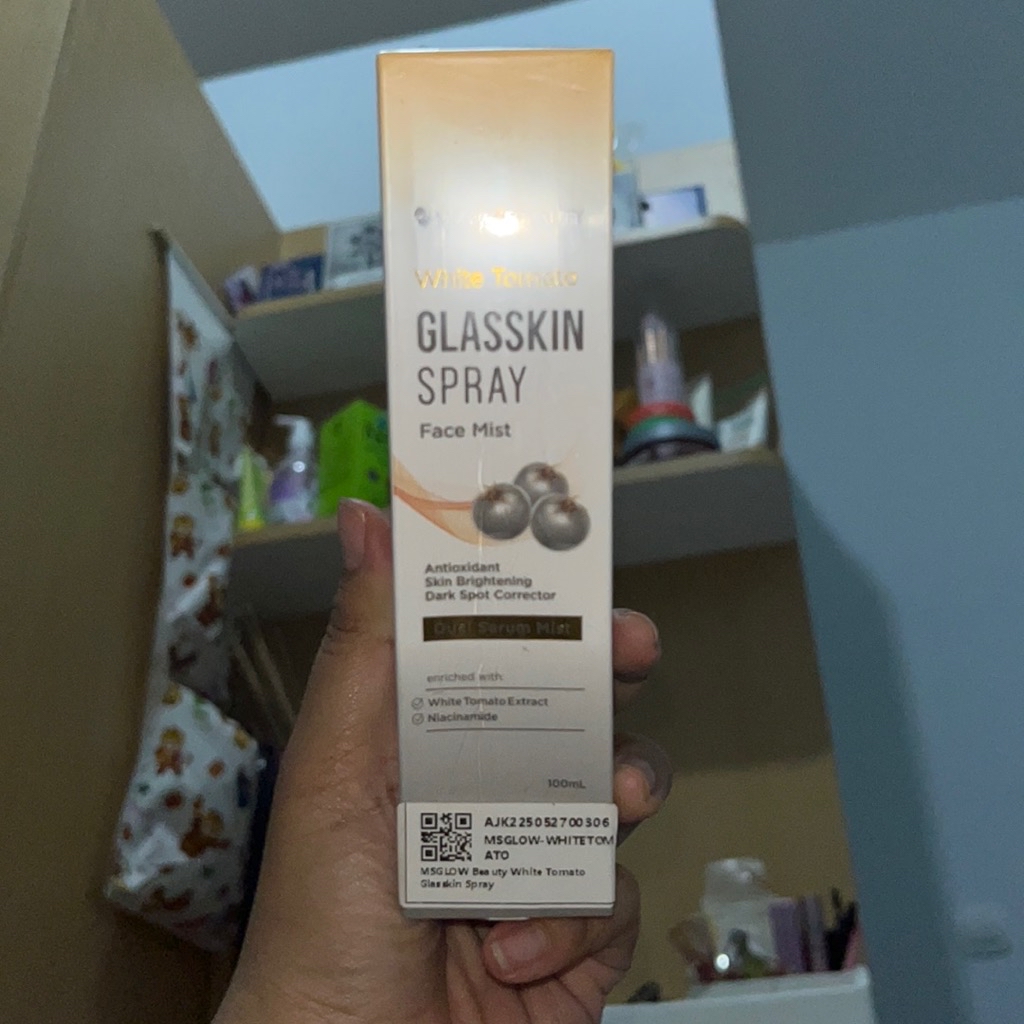 White Tomato
GLASSKIN
SPRAY
Face Mist
Antioxidant
Skin Brightening
Dark Spot Corrector
Dual Serum Mist
enriched with:
White Tomato Extract
Niacinamide
100mL
AJK225052700306
MSGLOW-WHITETOM
ATO
MSGLOW Beauty White Tomato
Glasskin Spray